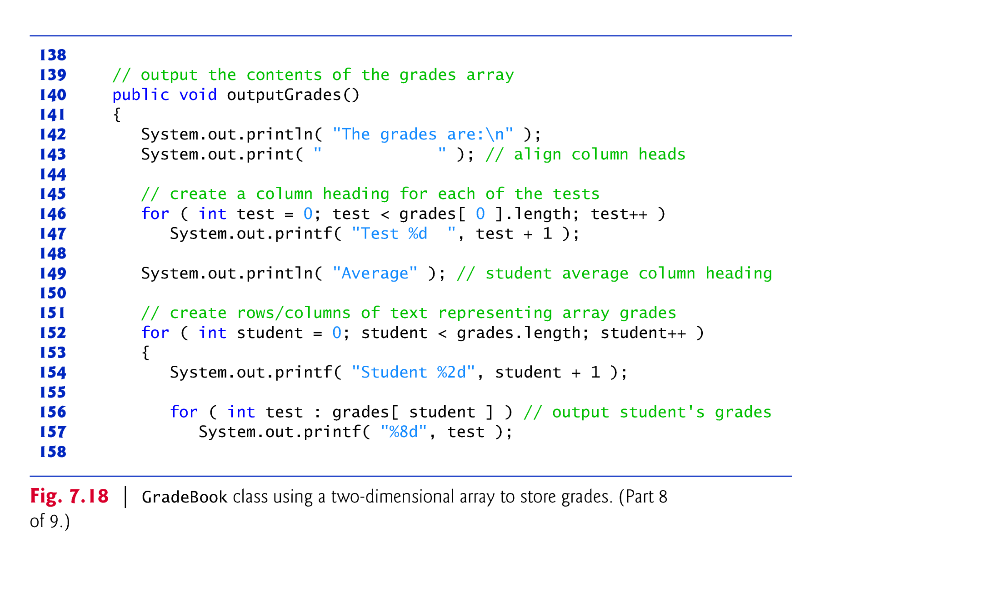 138
139 // output the contents of the grades array
140 public void outputGrades()
141 {
142 System.out.println( "The grades are:\n" );
143 System.out.print( "            " ); // align column heads
144
145 // create a column heading for each of the tests
146 for ( int test = 0; test < grades[ 0 ].length; test++ )
147 System.out.printf( "Test %d  ", test + 1 );
148
149 System.out.println( "Average" ); // student average column heading
150
151 // create rows/columns of text representing array grades
152 for ( int student = 0; student < grades.length; student++ )
153 {
154 System.out.printf( "Student %2d", student + 1 );
155
156 for ( int test : grades[ student ] ) // output student's grades
157 System.out.printf( "%8d", test );
158
Fig. 7.18 | GradeBook class using a two-dimensional array to store grades. (Part 8
of 9.)